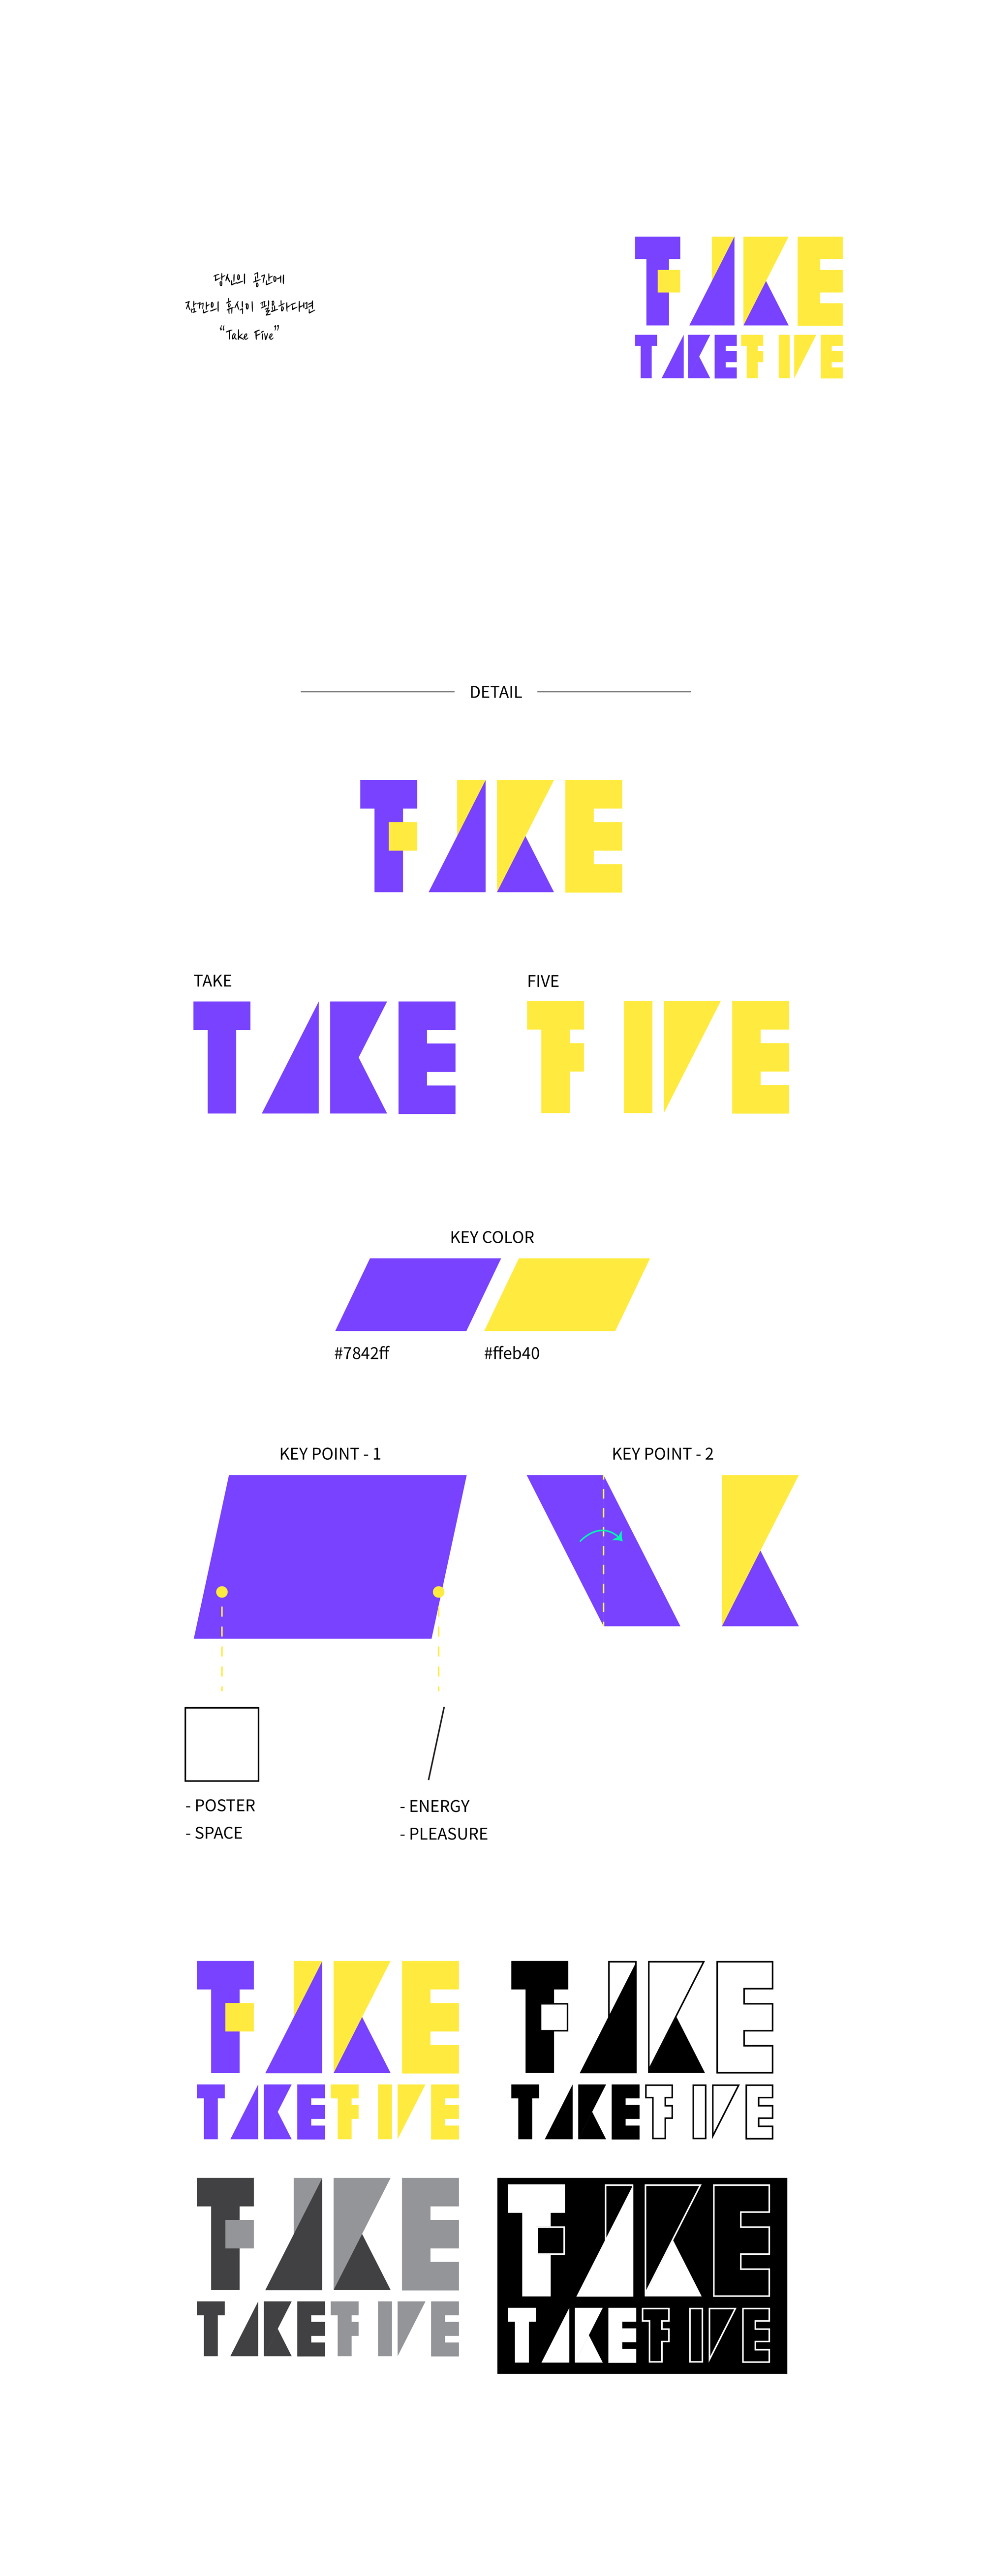 당신의 공간에
잠깐의 휴식이 필요하다면
“Take Five”
TAKE
TAKE FIVE
DETAIL
TAKE
TAKE
FIVE
TAKE
FIVE
KEY COLOR
#7842ff
#ffeb40
KEY POINT - 1
KEY POINT - 2
K
- POSTER
- SPACE
- ENERGY
- PLEASURE
TAKE
TAKE FIVE
TAKE
TAKE FIVE
TAKE
TAKE FIVE
TAKE
TAKE FIVE